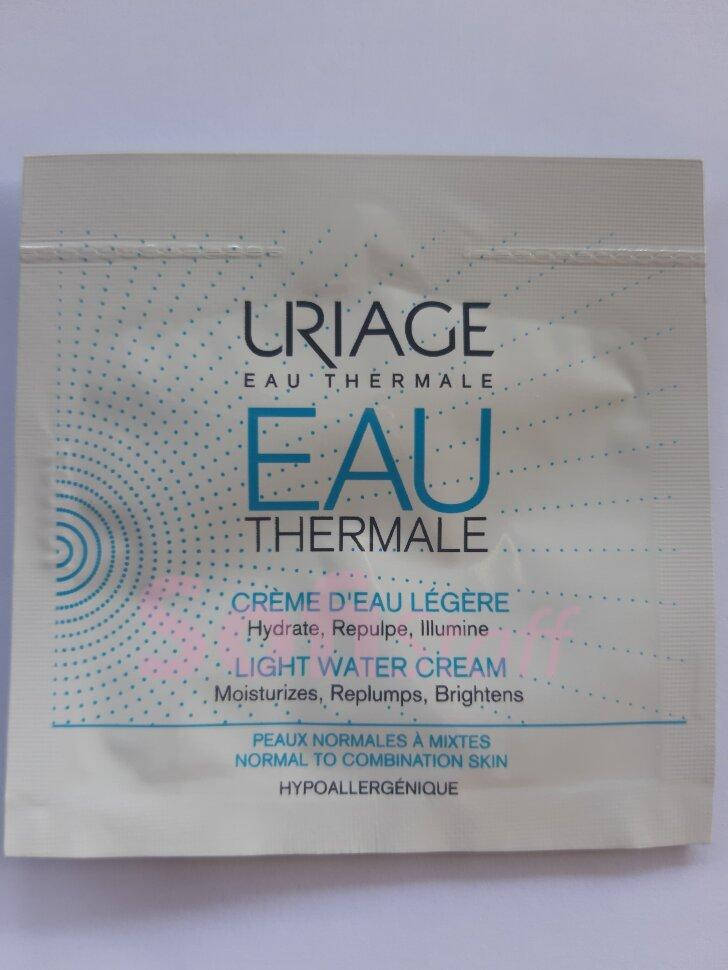 URIAGE
EAU THERMALE
EAU
THERMALE
CRÈME D'EAU LÉGÈRE
Hydrate, Repulpe, Illumine
LIGHT WATER CREAM
Moisturizes, Replumps, Brightens
PEAUX NORMALES À MIXTES
NORMAL TO COMBINATION SKIN
HYPOALLERGÉNIQUE